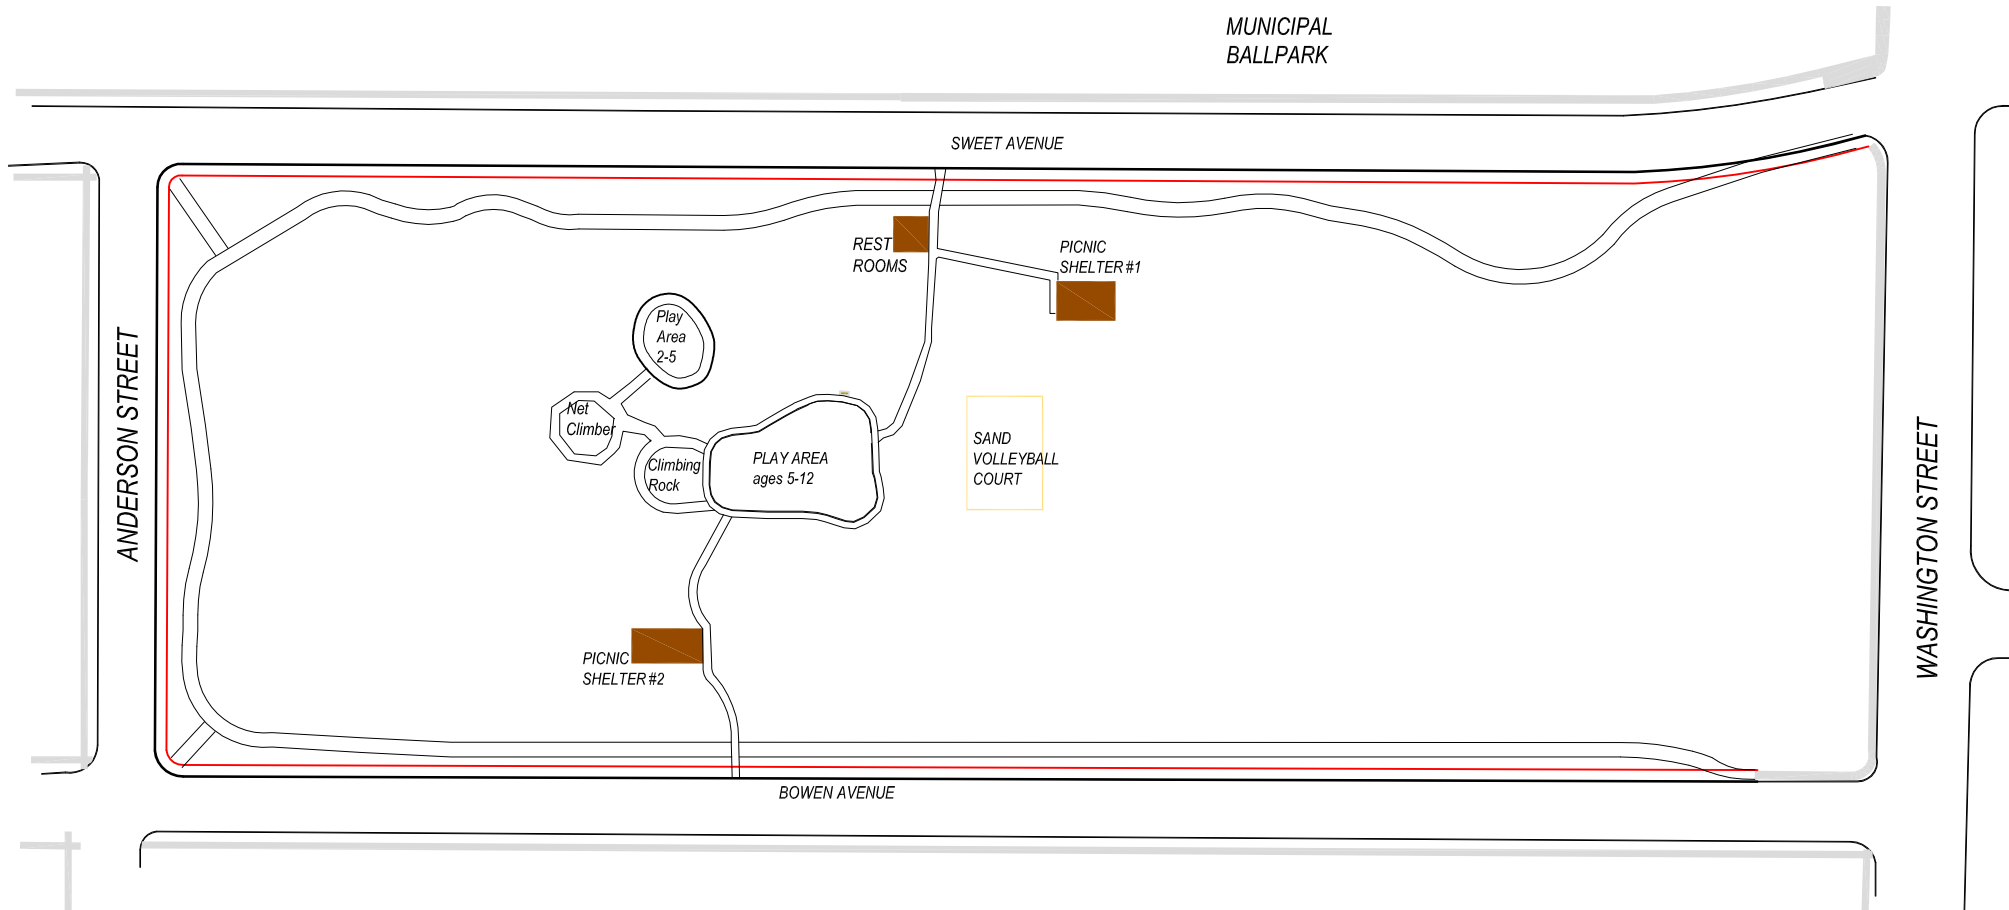 MUNICIPAL
BALLPARK
SWEET AVENUE
REST
ROOMS
PICNIC
SHELTER #1
Play
Area
2-5
Net
Climber
Climbing
Rock
PLAY AREA
ages 5-12
SAND
VOLLEYBALL
COURT
ANDERSON STREET
WASHINGTON STREET
PICNIC
SHELTER #2
BOWEN AVENUE